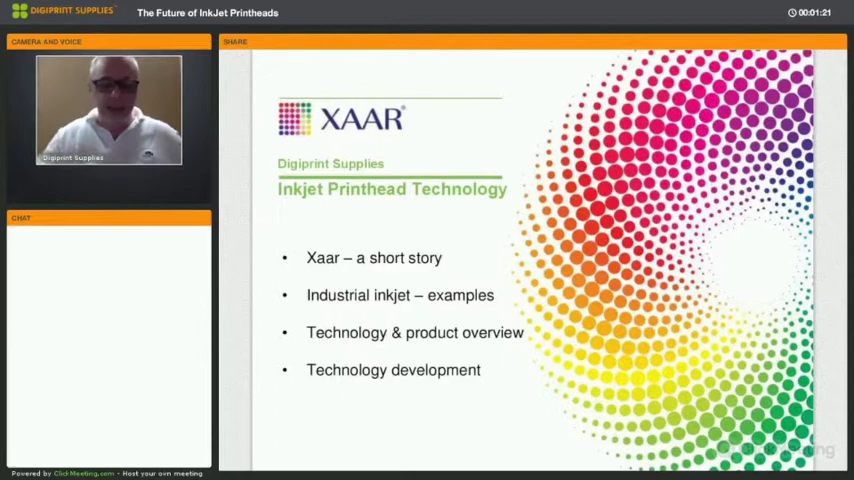 DIGIPRINT SUPPLIES
The Future of InkJet Printheads
00:01:21
CAMERA AND VOICE
Digiprint Supplies
CHAT
Powered by ClickMeeting.com - Host your own meeting
SHARE
XAAR®
Digiprint Supplies
Inkjet Printhead Technology
• Xaar – a short story
• Industrial inkjet – examples
• Technology & product overview
• Technology development
ClickMeeting